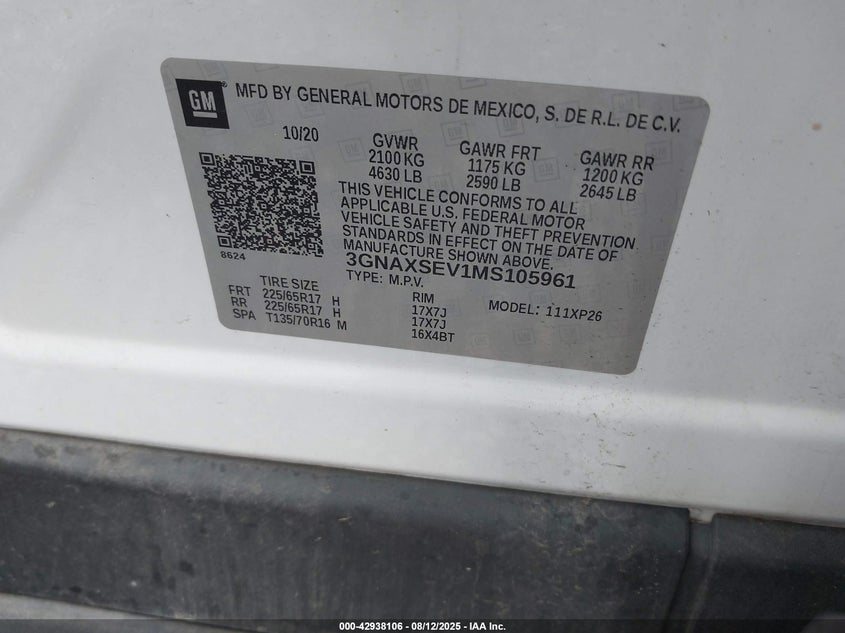 GM ® MFD BY GENERAL MOTORS DE MEXICO, S. DE R.L. DE C.V.
10/20 GVWR GAWR FRT GAWR RR
2100 KG 1175 KG 1200 KG
4630 LB 2590 LB 2645 LB
THIS VEHICLE CONFORMS TO ALL
APPLICABLE U.S. FEDERAL MOTOR
VEHICLE SAFETY AND THEFT PREVENTION
STANDARDS IN EFFECT ON THE DATE OF
MANUFACTURE SHOWN ABOVE.
8624
3GNAXSEV1MS105961
TYPE: M.P.V.
TIRE SIZE RIM MODEL: 111XP26
FRT 225/65R17 H 17X7J
RR 225/65R17 H 17X7J
SPA T135/70R16 M 16X4BT
000-42938106 - 08/12/2025 - IAA Inc.